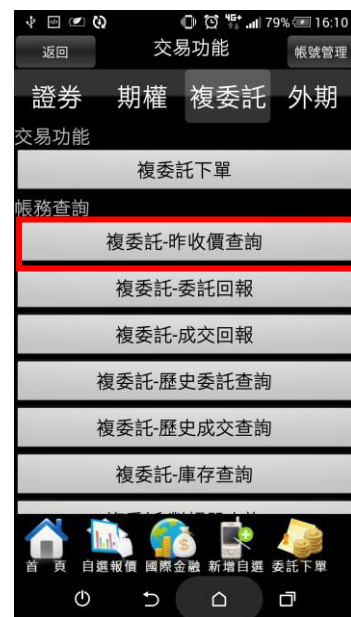 4G+ 79% 16:10
返回 交易功能 帳號管理
證券 期權 複委託 外期
交易功能
複委託下單
帳務查詢
複委託-昨收價查詢
複委託-委託回報
複委託-成交回報
複委託-歷史委託查詢
複委託-歷史成交查詢
複委託-庫存查詢
首 頁 自選報價 國際金融 新增自選 委託下單